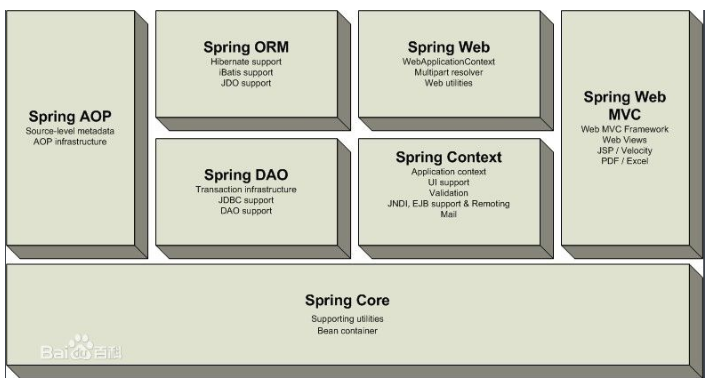 Spring AOP
Source-level metadata
AOP infrastructure
Spring ORM
Hibernate support
iBatis support
JDO support
Spring Web
WebApplicationContext
Multipart resolver
Web utilities
Spring Web
MVC
Web MVC Framework
Web Views
JSP / Velocity
PDF / Excel
Spring DAO
Transaction infrastructure
JDBC support
DAO support
Spring Context
Application context
UI support
Validation
JNDI, EJB support & Remoting
Mail
Spring Core
Supporting utilities
Bean container
Bai du 百科